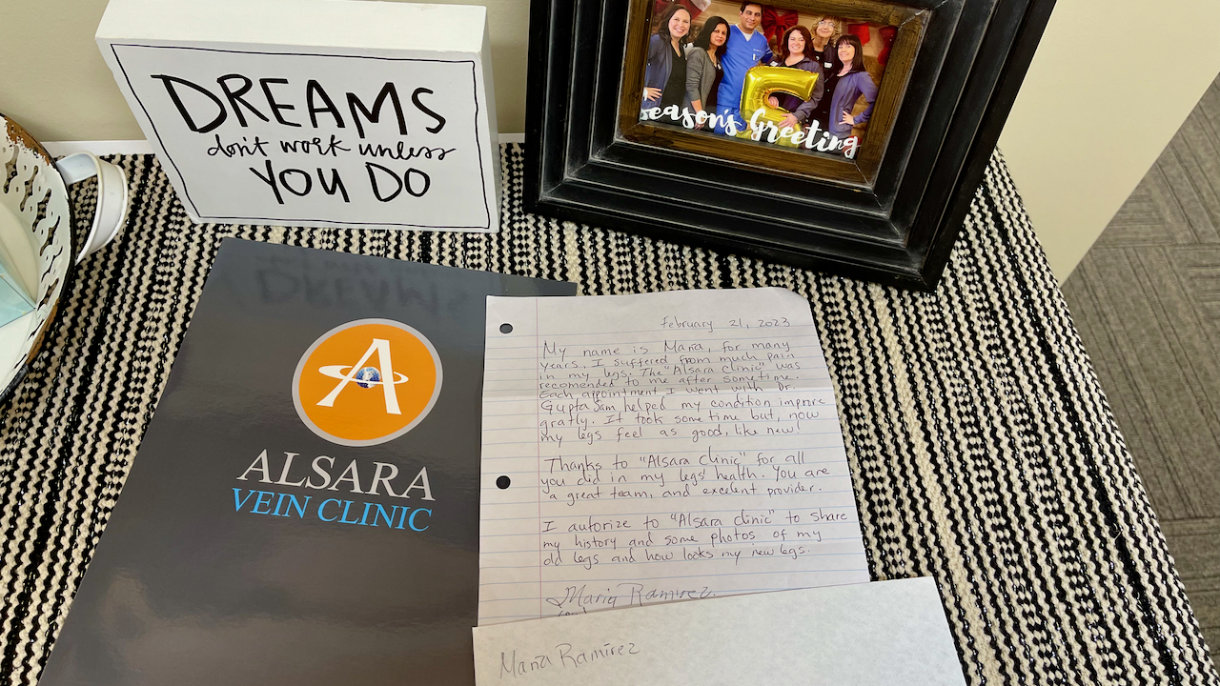 DREAMS
don't work unless
YOU DO
Season's Greeting
A
ALSARA
VEIN CLINIC
February 21, 2023
My name is Maria, for many
years, I suffered from much pain
in my legs, The "Alsara clinic" was
recomended to me after some time.
Each appointment I went with Dr.
Gupta Sam helped my condition improve
gratly. It took some time but, now
my legs feel as good, like new!
Thanks to "Alsara Clinic" for all
you did in my legs' health. You are
a great team, and excelent provider.
I autorize to "Alsara clinic" to share
my history and some photos of my
old legs and how looks my new legs.
Maria Ramirez.
Maria Ramirez